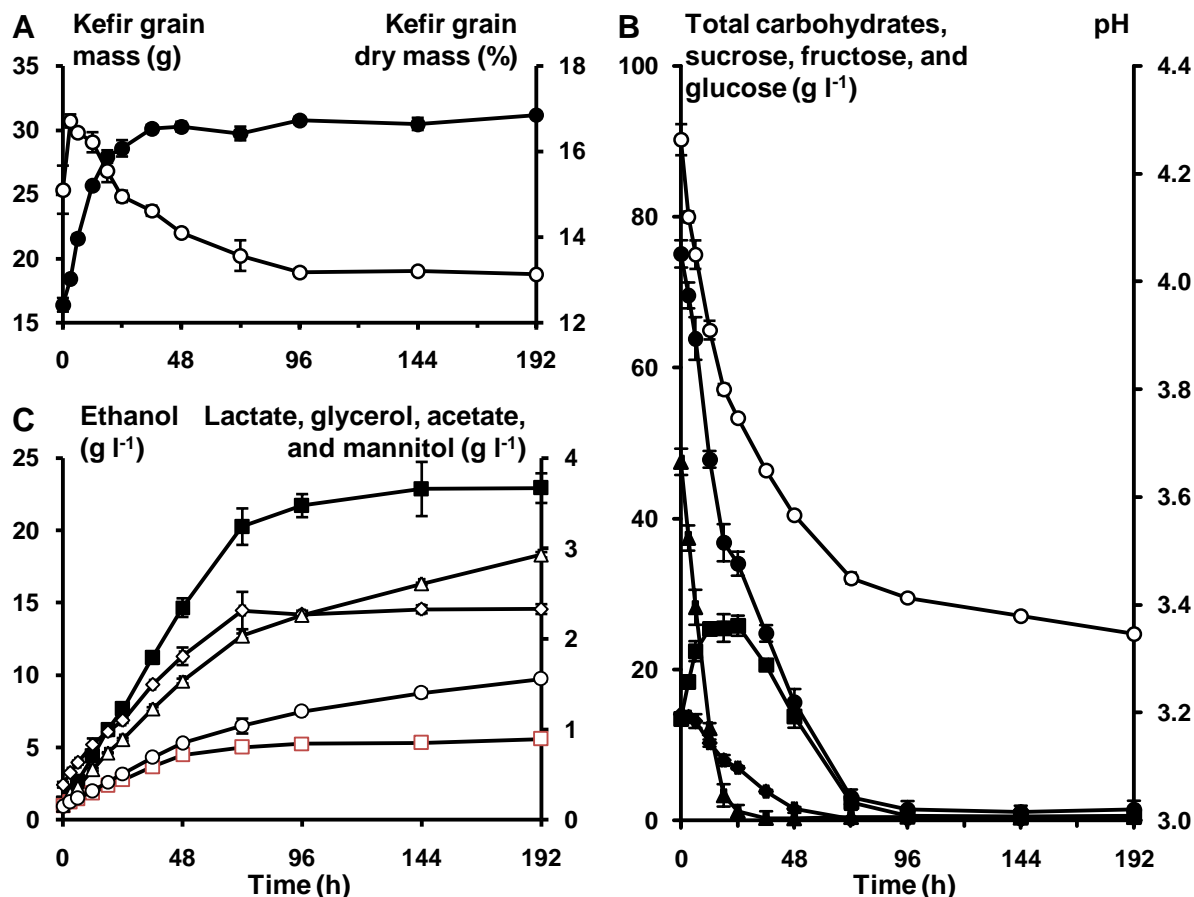 A
Kefir grain
mass (g)
Kefir grain
dry mass (%)
35
30
25
20
15
18
16
14
12
0 48 96 144 192
B
Total carbohydrates,
sucrose, fructose, and
glucose (g l-1)
pH
100
80
60
40
20
0
4.4
4.2
4.0
3.8
3.6
3.4
3.2
3.0
0 48 96 144 192
Time (h)
C
Ethanol
(g l-1)
Lactate, glycerol, acetate,
and mannitol (g l-1)
25
20
15
10
5
0
4
3
2
1
0
0 48 96 144 192
Time (h)